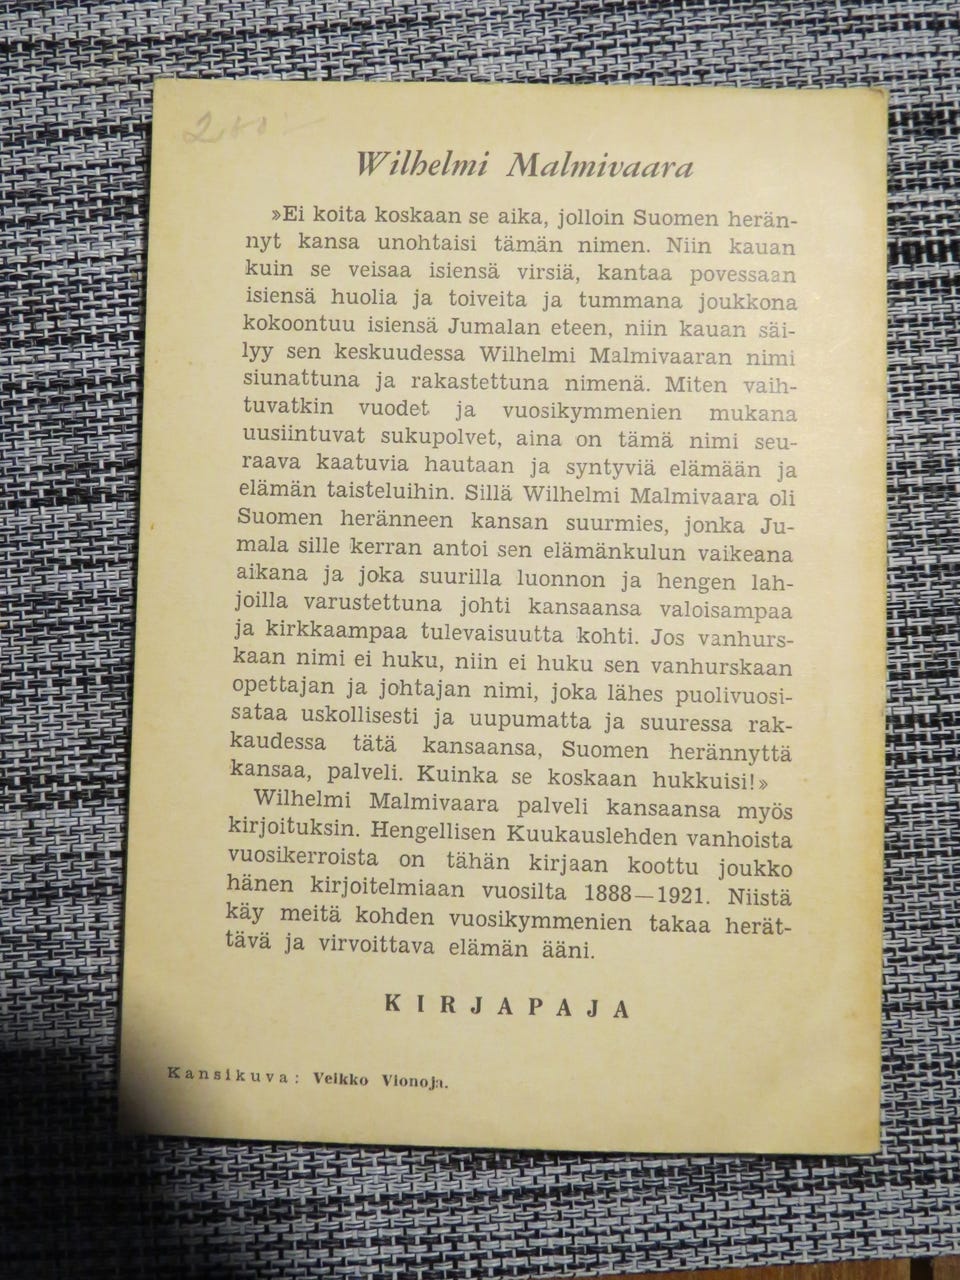 200:-
Wilhelmi Malmivaara
»Ei koita koskaan se aika, jolloin Suomen herän-
nyt kansa unohtaisi tämän nimen. Niin kauan
kuin se veisaa isiensä virsiä, kantaa povessaan
isiensä huolia ja toiveita ja tummana joukkona
kokoontuu isiensä Jumalan eteen, niin kauan säi-
lyy sen keskuudessa Wilhelmi Malmivaaran nimi
siunattuna ja rakastettuna nimenä. Miten vaih-
tuvatkin vuodet ja vuosikymmenien mukana
uusiintuvat sukupolvet, aina on tämä nimi seu-
raava kaatuvia hautaan ja syntyviä elämään ja
elämän taisteluihin. Sillä Wilhelmi Malmivaara oli
Suomen heränneen kansan suurmies, jonka Ju-
mala sille kerran antoi sen elämänkulun vaikeana
aikana ja joka suurilla luonnon ja hengen lah-
joilla varustettuna johti kansaansa valoisampaa
ja kirkkaampaa tulevaisuutta kohti. Jos vanhurs-
kaan nimi ei huku, niin ei huku sen vanhurskaan
opettajan ja johtajan nimi, joka lähes puolivuosi-
sataa uskollisesti ja uupumatta ja suuressa rak-
kaudessa tätä kansaansa, Suomen herännyttä
kansaa, palveli. Kuinka se koskaan hukkuisi!»
Wilhelmi Malmivaara palveli kansaansa myös
kirjoituksin. Hengellisen Kuukauslehden vanhoista
vuosikerroista on tähän kirjaan koottu joukko
hänen kirjoitelmiaan vuosilta 1888—1921. Niistä
käy meitä kohden vuosikymmenien takaa herät-
tävä ja virvoittava elämän ääni.
KIRJAPAJA
Kansikuva: Veikko Vionoja.